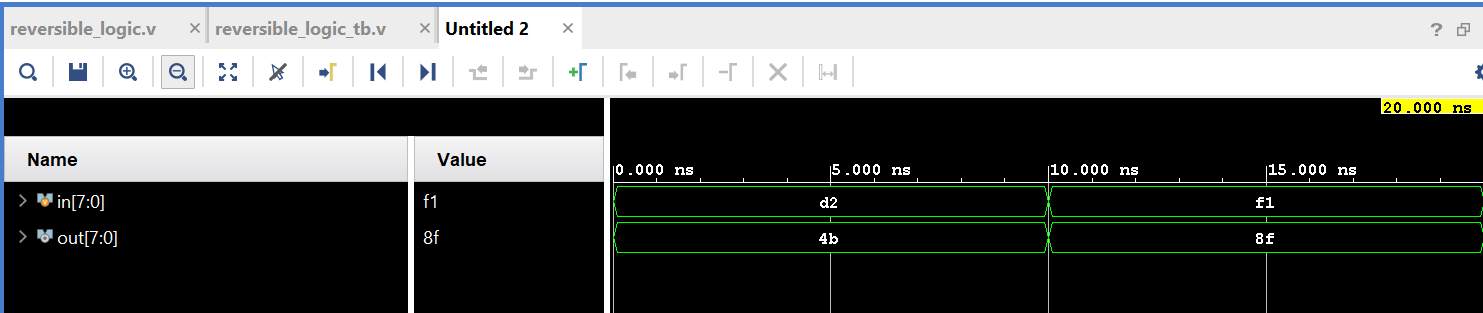 reversible_logic.v × reversible_logic_tb.v × Untitled 2 × ?
20.000 ns
Name Value 0.000 ns 5.000 ns 10.000 ns 15.000 ns
in[7:0] f1 d2 f1
out[7:0] 8f 4b 8f